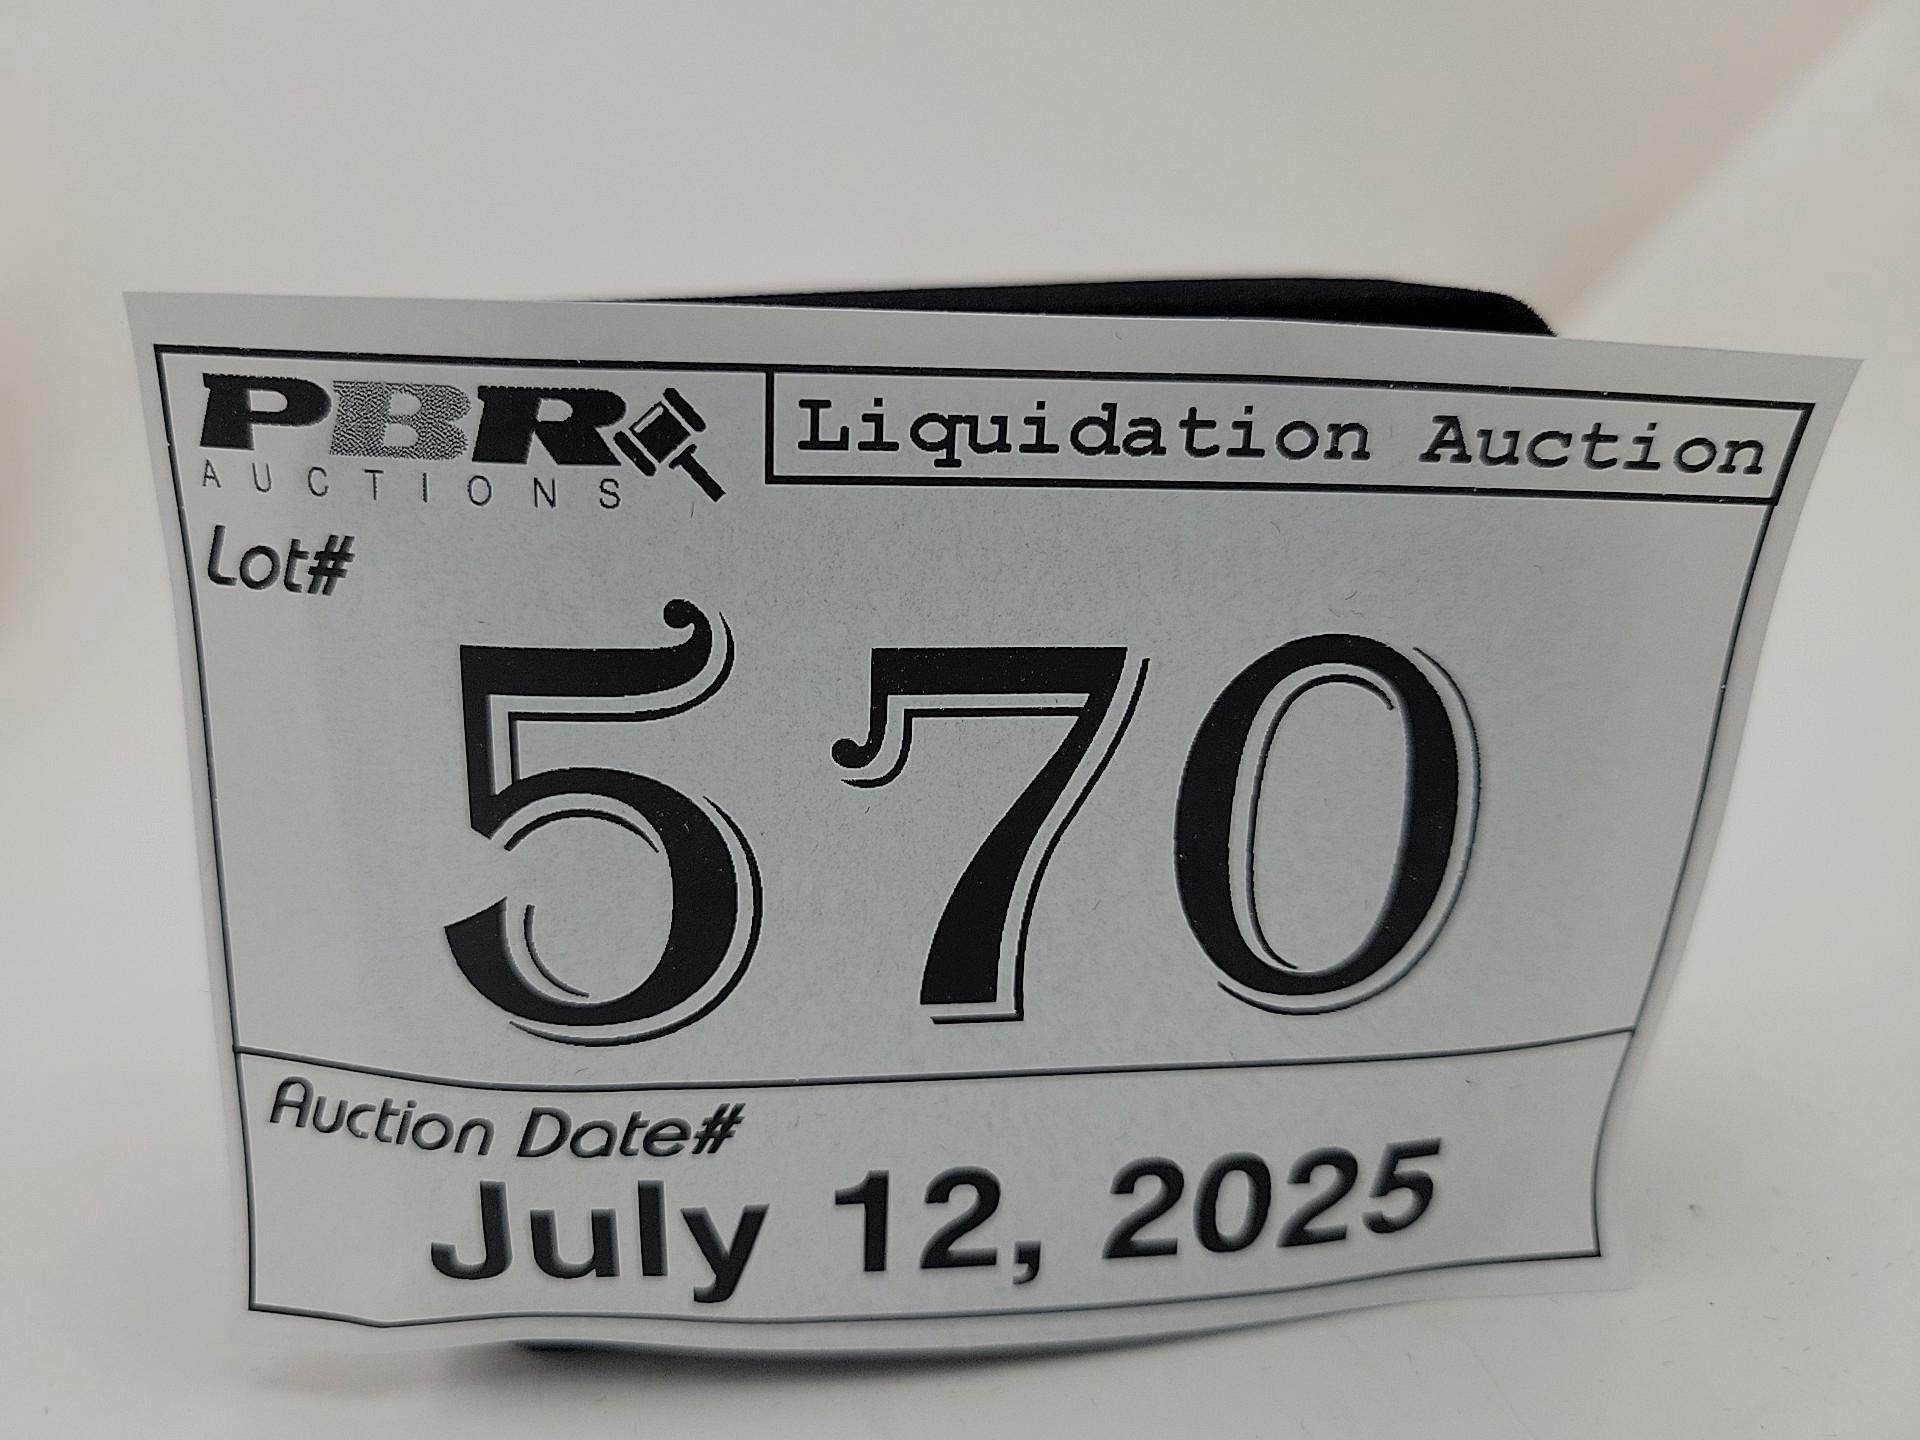 PBR
AUCTIONS
Liquidation Auction
Lot#
570
Auction Date#
July 12, 2025